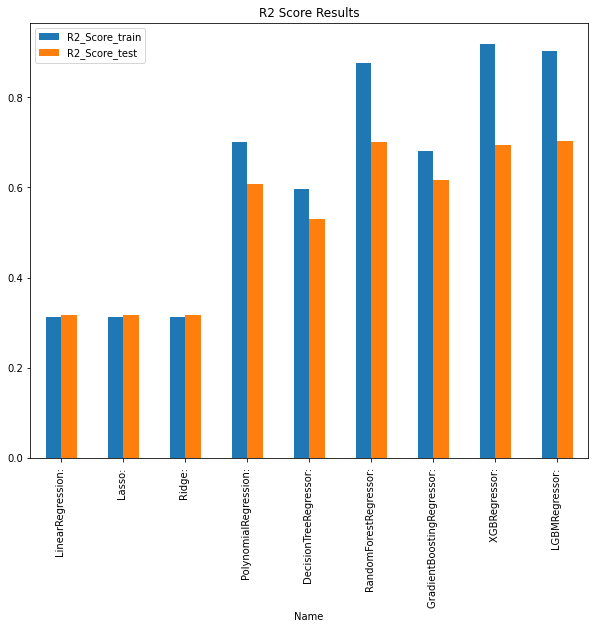 R2 Score Results
R2_Score_train
R2_Score_test
0.8
0.6
0.4
0.2
0.0
LinearRegression:
Lasso:
Ridge:
PolynomialRegression:
DecisionTreeRegressor:
RandomForestRegressor:
GradientBoostingRegressor:
XGBRegressor:
LGBMRegressor:
Name